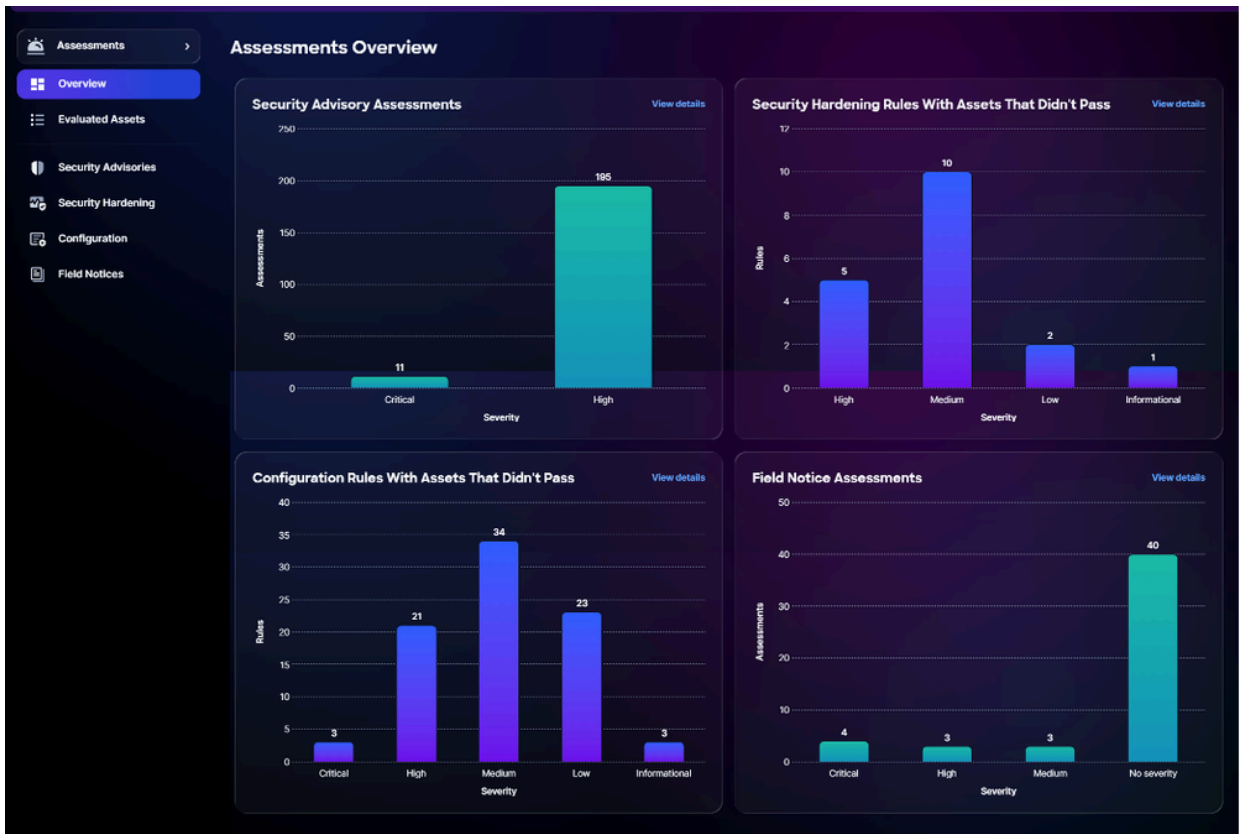 Assessments
Overview
Evaluated Assets
Security Advisories
Security Hardening
Configuration
Field Notices
Assessments Overview
Security Advisory Assessments
View details
250
200
150
100
50
0
Assessments
11
195
Critical
High
Severity
Security Hardening Rules With Assets That Didn't Pass
View details
12
10
8
6
4
2
0
Rules
5
10
2
1
High
Medium
Low
Informational
Severity
Configuration Rules With Assets That Didn't Pass
View details
40
35
30
25
20
15
10
5
0
Rules
3
21
34
23
3
Critical
High
Medium
Low
Informational
Severity
Field Notice Assessments
View details
50
40
30
20
10
0
Assessments
4
3
3
40
Critical
High
Medium
No severity
Severity